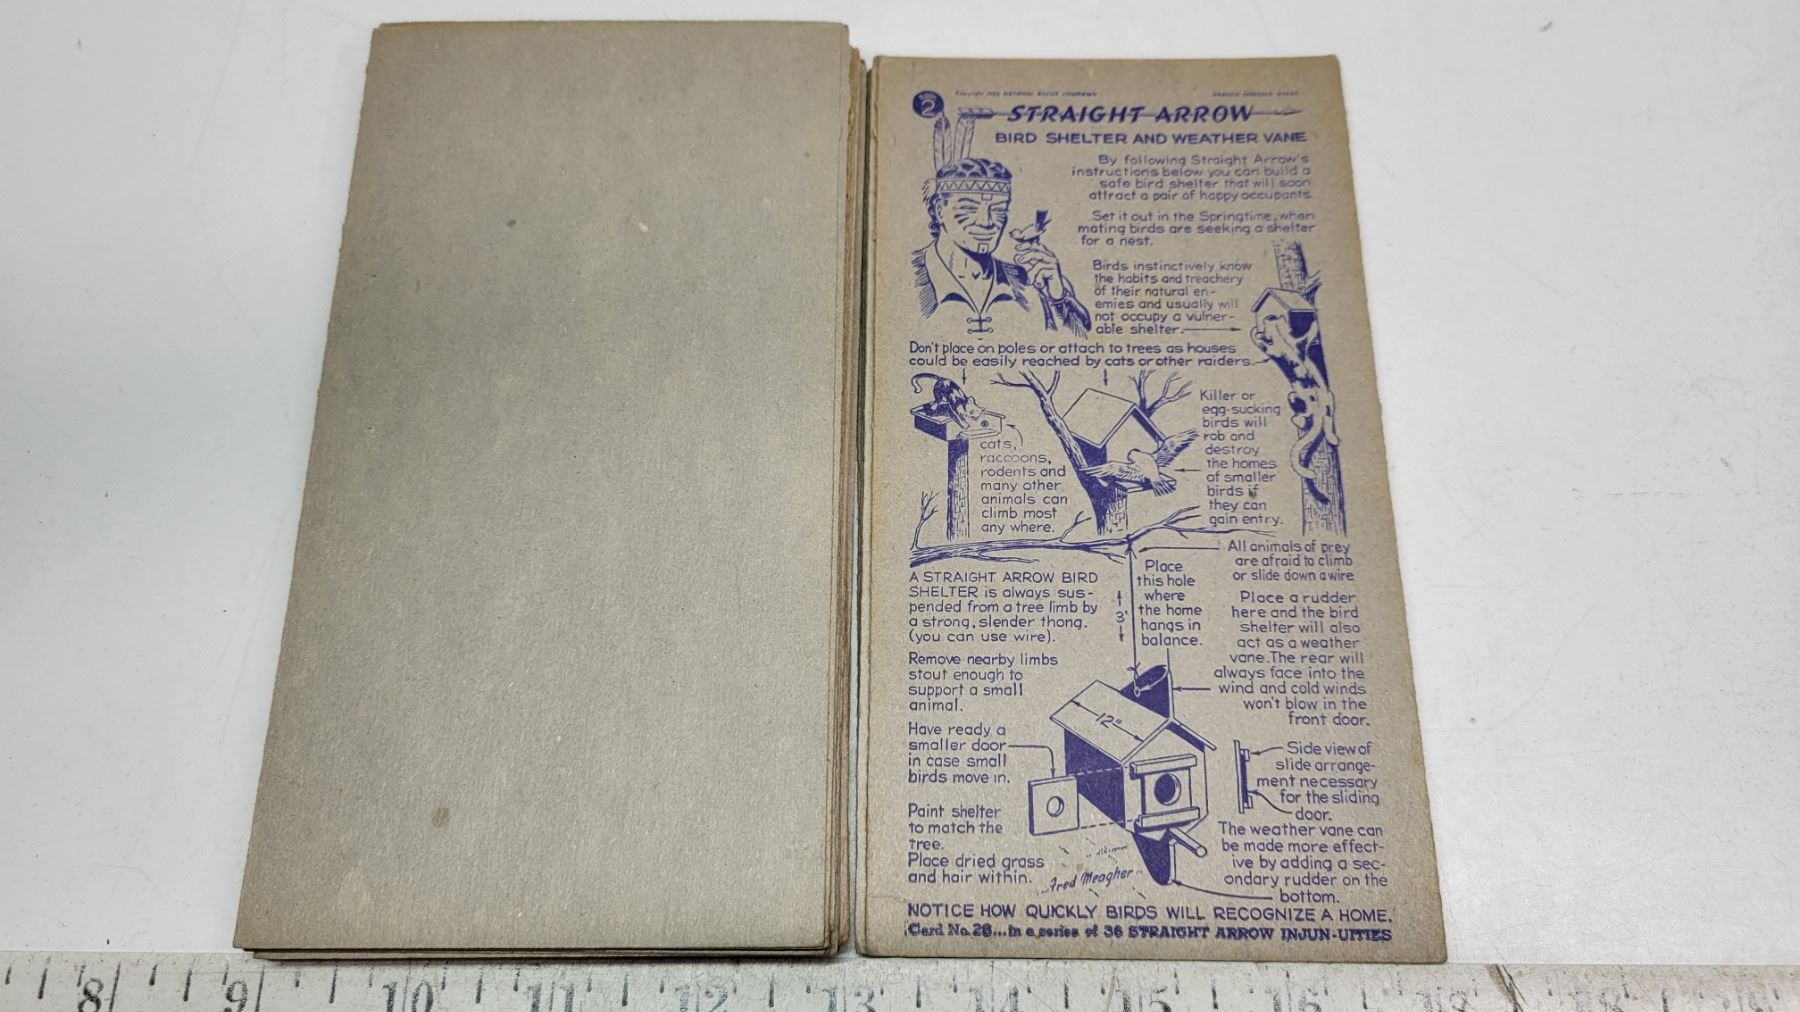 BOOK
2
Copyright NATIONAL BISCUIT COMPANY
NABISCO SHREDDED WHEAT
STRAIGHT ARROW
BIRD SHELTER AND WEATHER VANE
By following Straight Arrow's
instructions below you can build a
safe bird shelter that will soon
attract a pair of happy occupants.
Set it out in the Springtime, when
mating birds are seeking a shelter
for a nest.
Birds instinctively know
the habits and treachery
of their natural en-
emies and usually will
not occupy a vulner-
able shelter.
Don't place on poles or attach to trees as houses
could be easily reached by cats or other raiders.
cats,
raccoons,
rodents and
many other
animals can
climb most
any where.
Killer or
egg-sucking
birds will
rob and
destroy
the homes
of smaller
birds if
they can
gain entry.
All animals of prey
are afraid to climb
or slide down a wire
A STRAIGHT ARROW BIRD
SHELTER is always sus-
pended from a tree limb by
a strong, slender thong.
(you can use wire).
3'
Place
this hole
where
the home
hangs in
balance.
Place a rudder
here and the bird
shelter will also
act as a weather
vane. The rear will
always face into the
wind and cold winds
won't blow in the
front door.
Remove nearby limbs
stout enough to
support a small
animal.
12"
Have ready a
smaller door
in case small
birds move in.
Side view of
slide arrange-
ment necessary
for the sliding
door.
Paint shelter
to match the
tree.
Place dried grass
and hair within.
Fred Meagher
The weather vane can
be made more effect-
ive by adding a sec-
ondary rudder on the
bottom.
NOTICE HOW QUICKLY BIRDS WILL RECOGNIZE A HOME.
Card No. 28...in a series of 36 STRAIGHT ARROW INJUN-UITIES
8 9 10 11 12 13 14 15 16